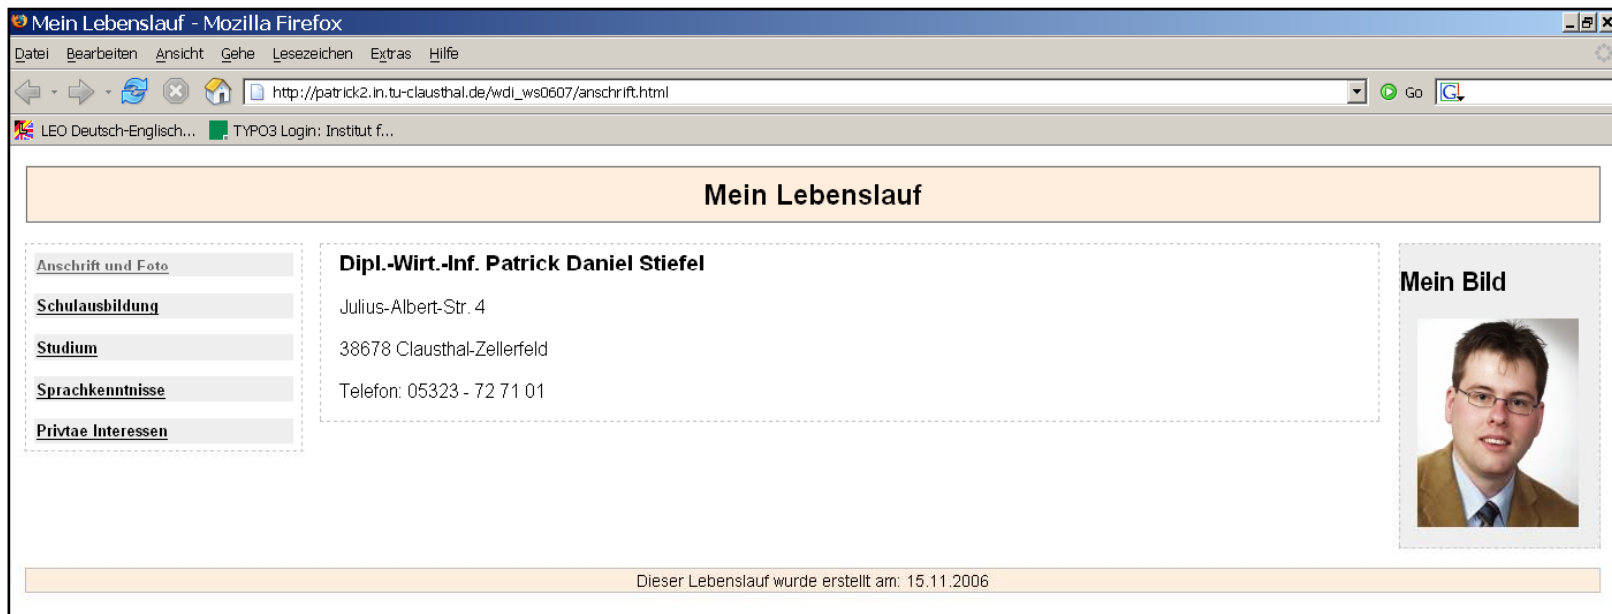 Mein Lebenslauf - Mozilla Firefox
Datei Bearbeiten Ansicht Gehe Lesezeichen Extras Hilfe
http://patrick2.in.tu-clausthal.de/wdi_ws0607/anschrift.html Go G
LEO Deutsch-Englisch... TYPO3 Login: Institut f...
Mein Lebenslauf
Anschrift und Foto
Schulausbildung
Studium
Sprachkenntnisse
Privtae Interessen
Dipl.-Wirt.-Inf. Patrick Daniel Stiefel
Julius-Albert-Str. 4
38678 Clausthal-Zellerfeld
Telefon: 05323 - 72 71 01
Mein Bild
Dieser Lebenslauf wurde erstellt am: 15.11.2006